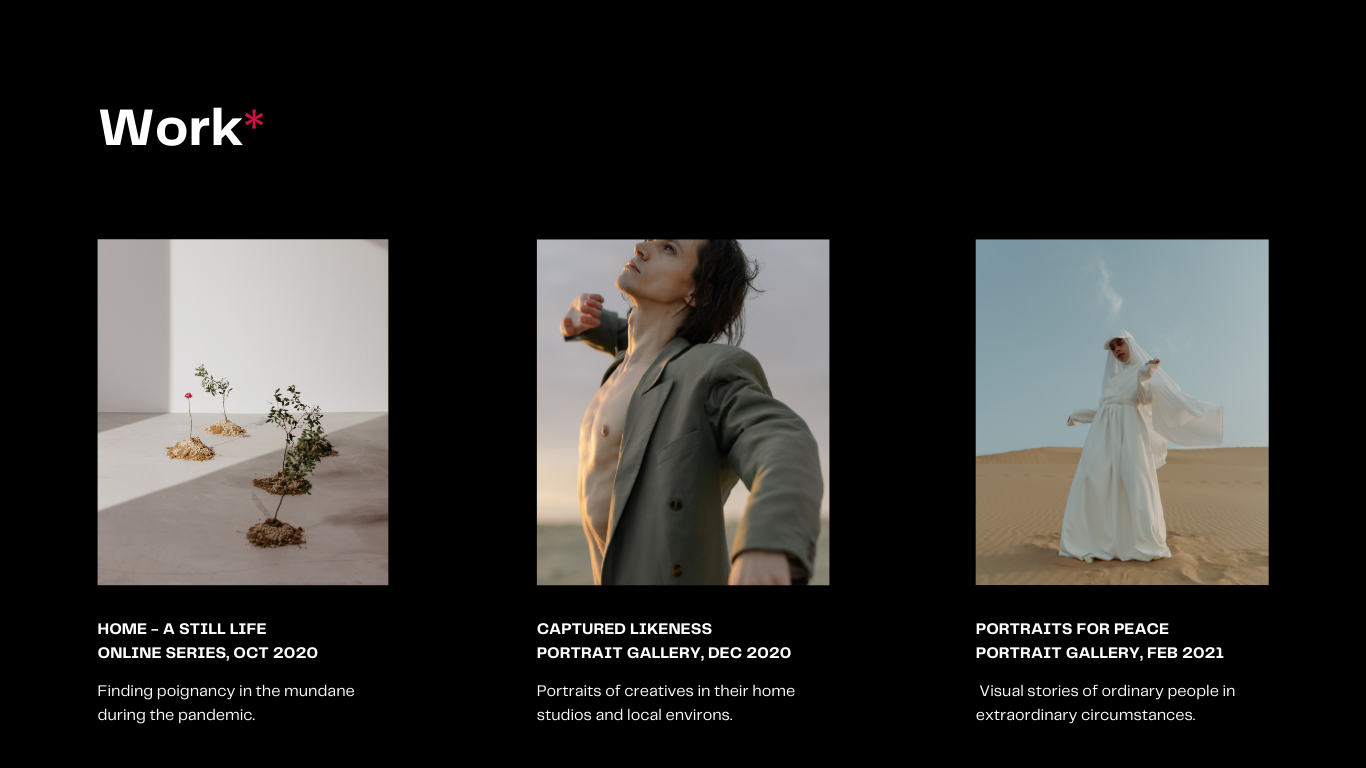 Work*
HOME – A STILL LIFE
ONLINE SERIES, OCT 2020
Finding poignancy in the mundane
during the pandemic.
CAPTURED LIKENESS
PORTRAIT GALLERY, DEC 2020
Portraits of creatives in their home
studios and local environs.
PORTRAITS FOR PEACE
PORTRAIT GALLERY, FEB 2021
Visual stories of ordinary people in
extraordinary circumstances.